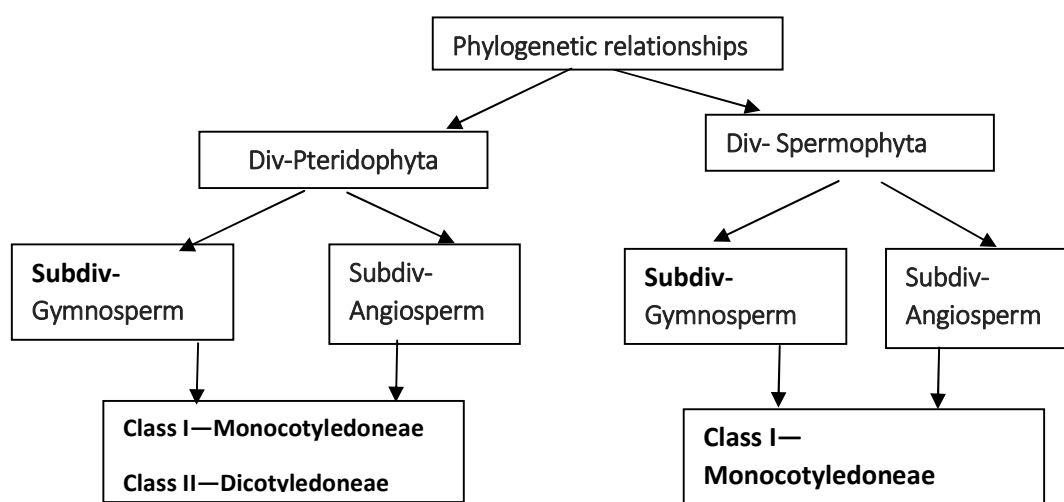 Phylogenetic relationships
Div-Pteridophyta
Div- Spermophyta
Subdiv-
Gymnosperm
Subdiv-
Angiosperm
Subdiv-
Gymnosperm
Subdiv-
Angiosperm
Class I—Monocotyledoneae
Class II—Dicotyledoneae
Class I—
Monocotyledoneae